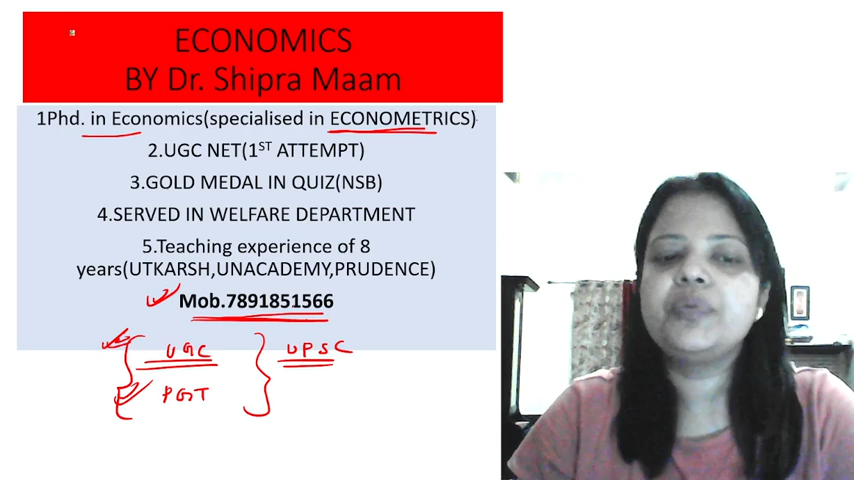 ECONOMICS
BY Dr. Shipra Maam
1Phd. in Economics(specialised in ECONOMETRICS)
2.UGC NET(1ST ATTEMPT)
3.GOLD MEDAL IN QUIZ(NSB)
4.SERVED IN WELFARE DEPARTMENT
5.Teaching experience of 8
years(UTKARSH,UNACADEMY,PRUDENCE)
Mob.7891851566
UGC UPSC
PGT